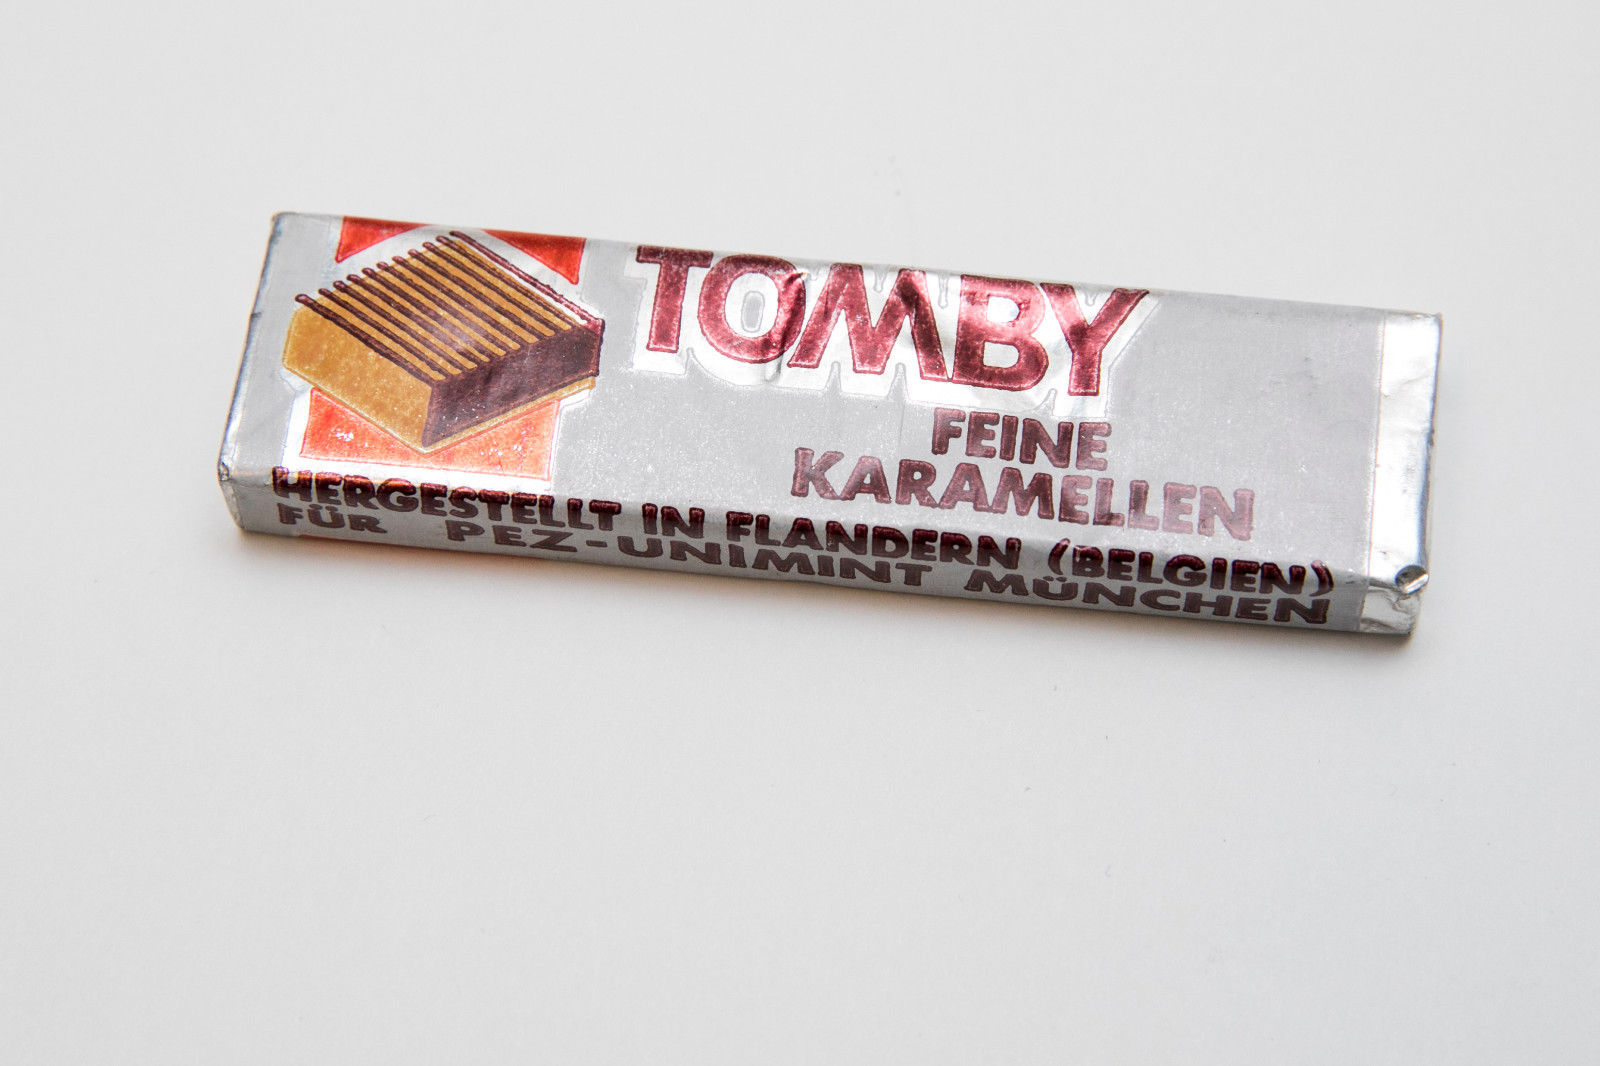 TOMBY
FEINE
KARAMELLEN
HERGESTELLT IN FLANDERN (BELGIEN)
FÜR PEZ-UNIMINT MÜNCHEN